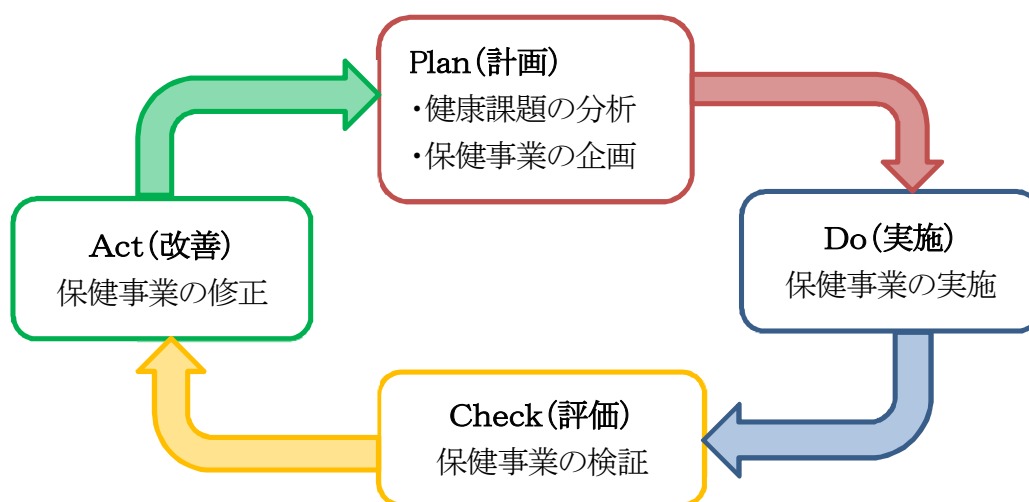 Plan(計画)
・健康課題の分析
・保健事業の企画
Do(実施)
保健事業の実施
Check(評価)
保健事業の検証
Act(改善)
保健事業の修正